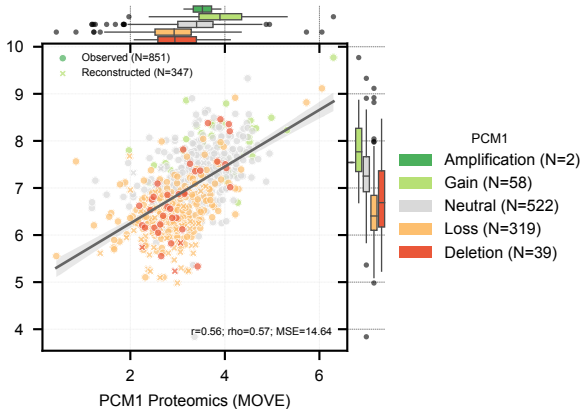 10
9
8
7
6
5
4
Observed (N=851)
Reconstructed (N=347)
r=0.56; rho=0.57; MSE=14.64
2
4
6
PCM1 Proteomics (MOVE)
PCM1
Amplification (N=2)
Gain (N=58)
Neutral (N=522)
Loss (N=319)
Deletion (N=39)